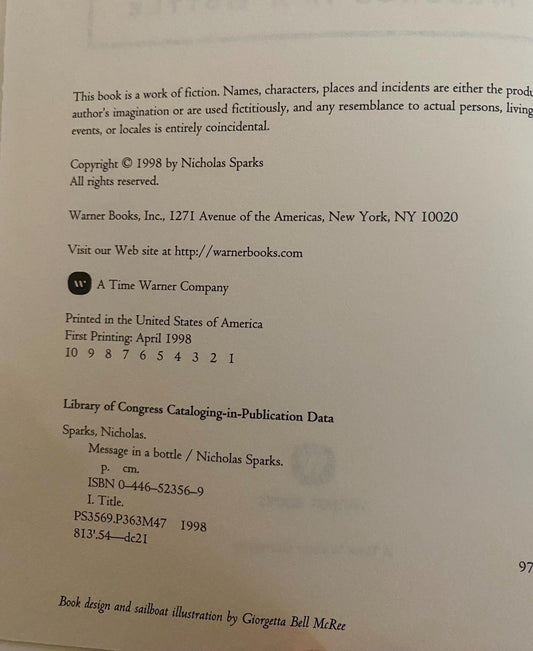 This book is a work of fiction. Names, characters, places and incidents are either the
author's imagination or are used fictitiously, and any resemblance to actual persons, living
events, or locales is entirely coincidental.
Copyright © 1998 by Nicholas Sparks
All rights reserved.
Warner Books, Inc., 1271 Avenue of the Americas, New York, NY 10020
Visit our Web site at http://warnerbooks.com
W A Time Warner Company
Printed in the United States of America
First Printing: April 1998
10 9 8 7 6 5 4 3 2 1
Library of Congress Cataloging-in-Publication Data
Sparks, Nicholas.
Message in a bottle / Nicholas Sparks.
p. cm.
ISBN 0-446-52356-9
I. Title.
PS3569.P363M47 1998
813'.54—dc21
97
Book design and sailboat illustration by Giorgetta Bell McRee